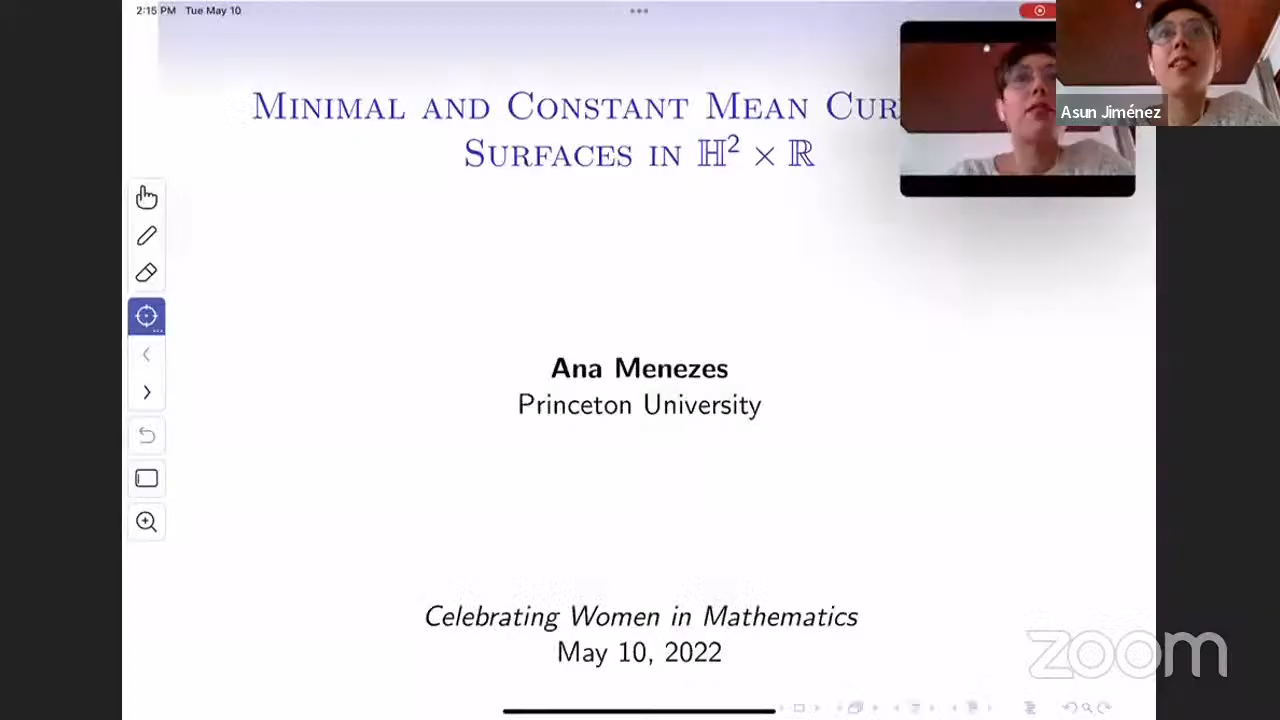 2:15 PM Tue May 10
MINIMAL AND CONSTANT MEAN CUR
SURFACES IN ℍ² × ℝ
Asun Jiménez
Ana Menezes
Princeton University
Celebrating Women in Mathematics
May 10, 2022
zoom